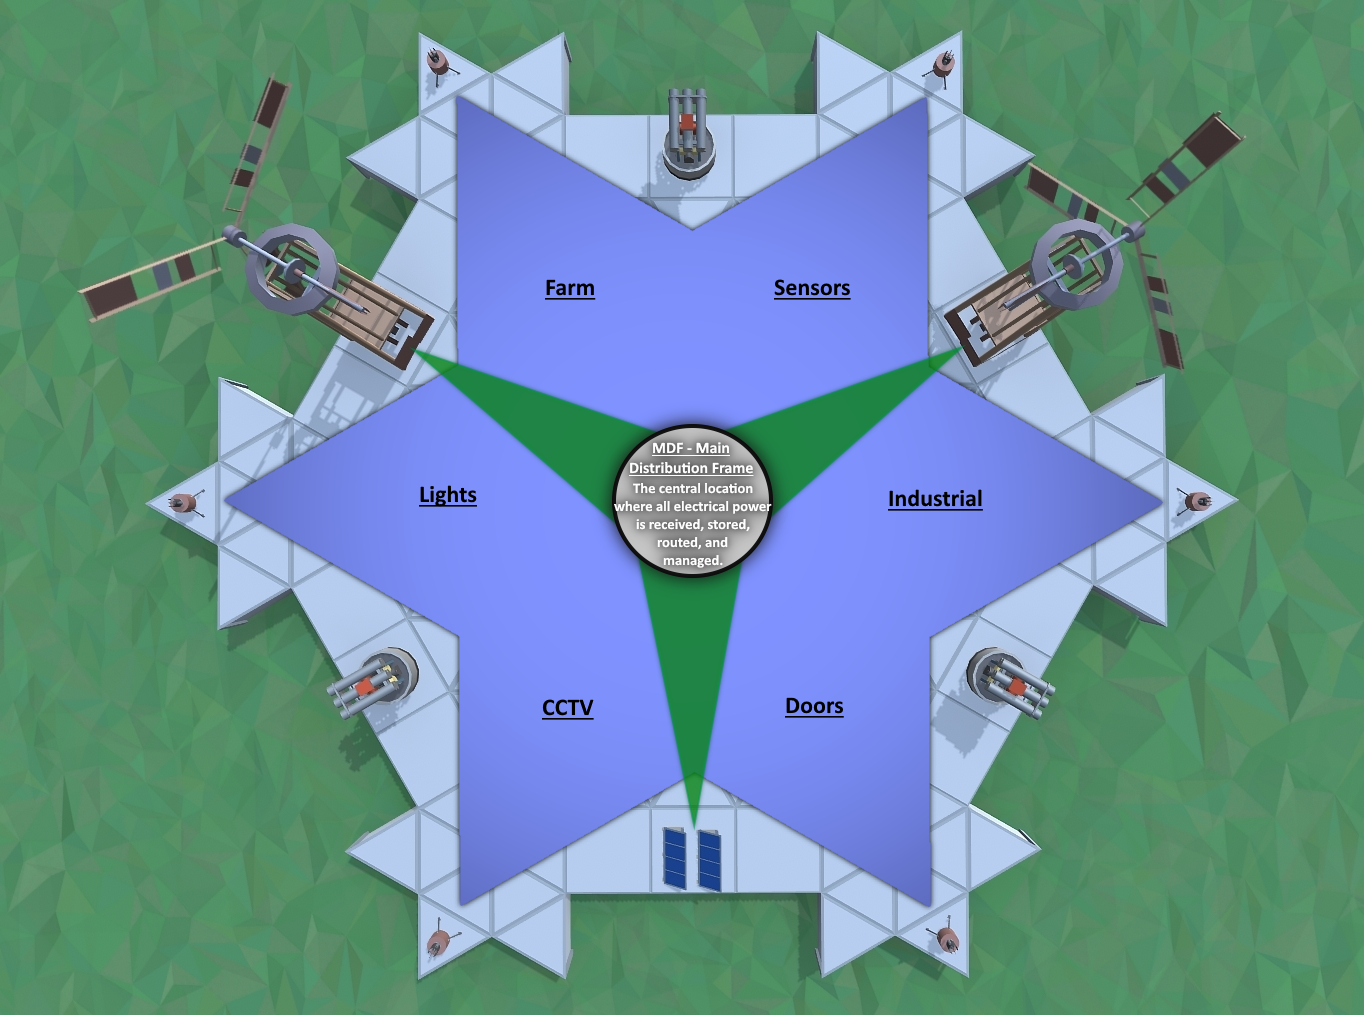 Farm
Sensors
MDF - Main
Distribution Frame
The central location
where all electrical power
is received, stored,
routed, and
managed.
Lights
Industrial
CCTV
Doors